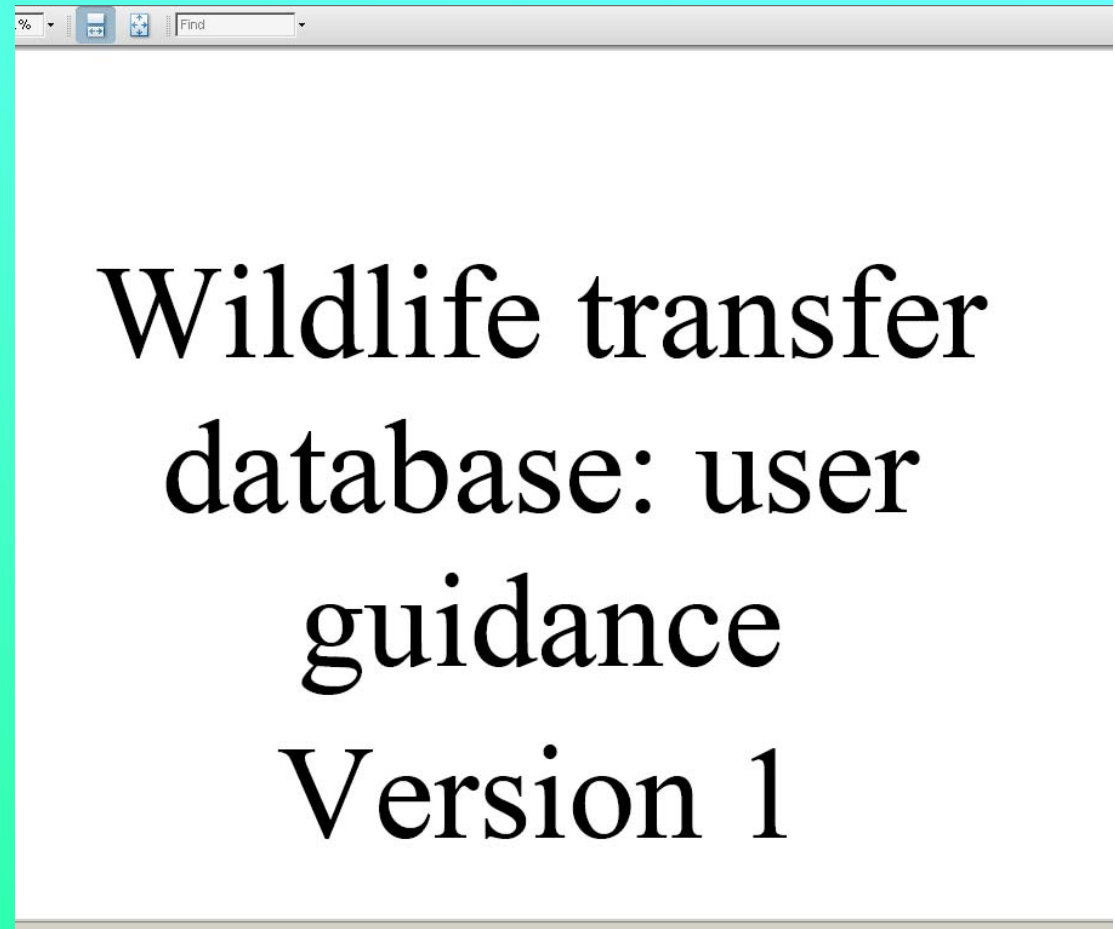 % Find
Wildlife transfer
database: user
guidance
Version 1